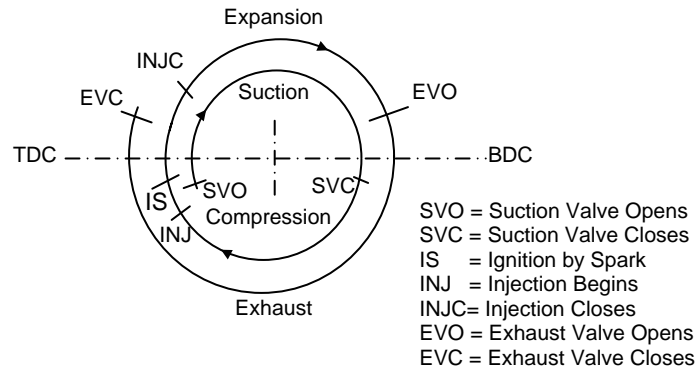 Expansion
INJC
EVC
Suction
EVO
TDC
BDC
SVO
SVC
IS
Compression
INJ
Exhaust
SVO = Suction Valve Opens
SVC = Suction Valve Closes
IS = Ignition by Spark
INJ = Injection Begins
INJC= Injection Closes
EVO = Exhaust Valve Opens
EVC = Exhaust Valve Closes